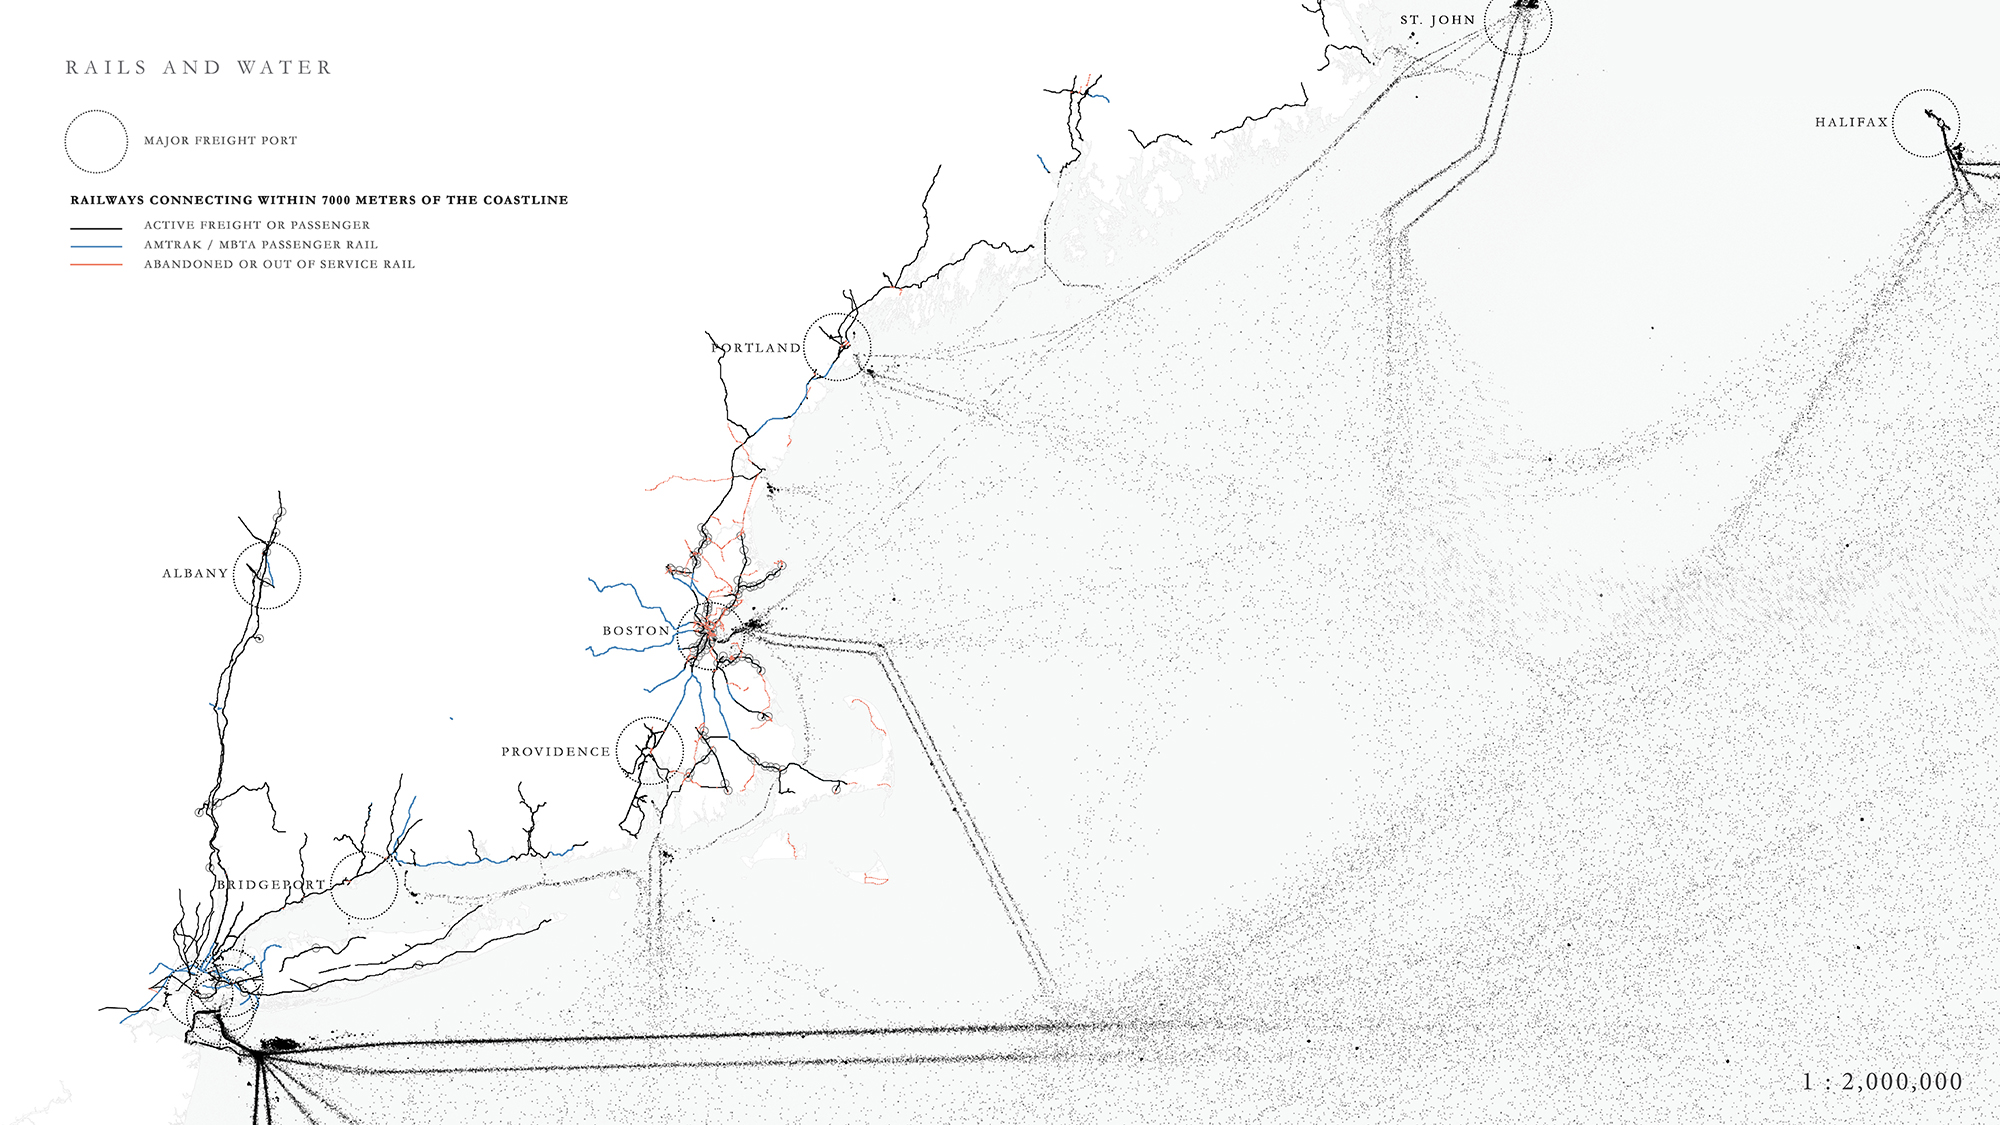 RAILS AND WATER
MAJOR FREIGHT PORT
RAILWAYS CONNECTING WITHIN 7000 METERS OF THE COASTLINE
ACTIVE FREIGHT OR PASSENGER
AMTRAK / MBTA PASSENGER RAIL
ABANDONED OR OUT OF SERVICE RAIL
ST. JOHN
HALIFAX
PORTLAND
ALBANY
BOSTON
PROVIDENCE
BRIDGEPORT
1 : 2,000,000